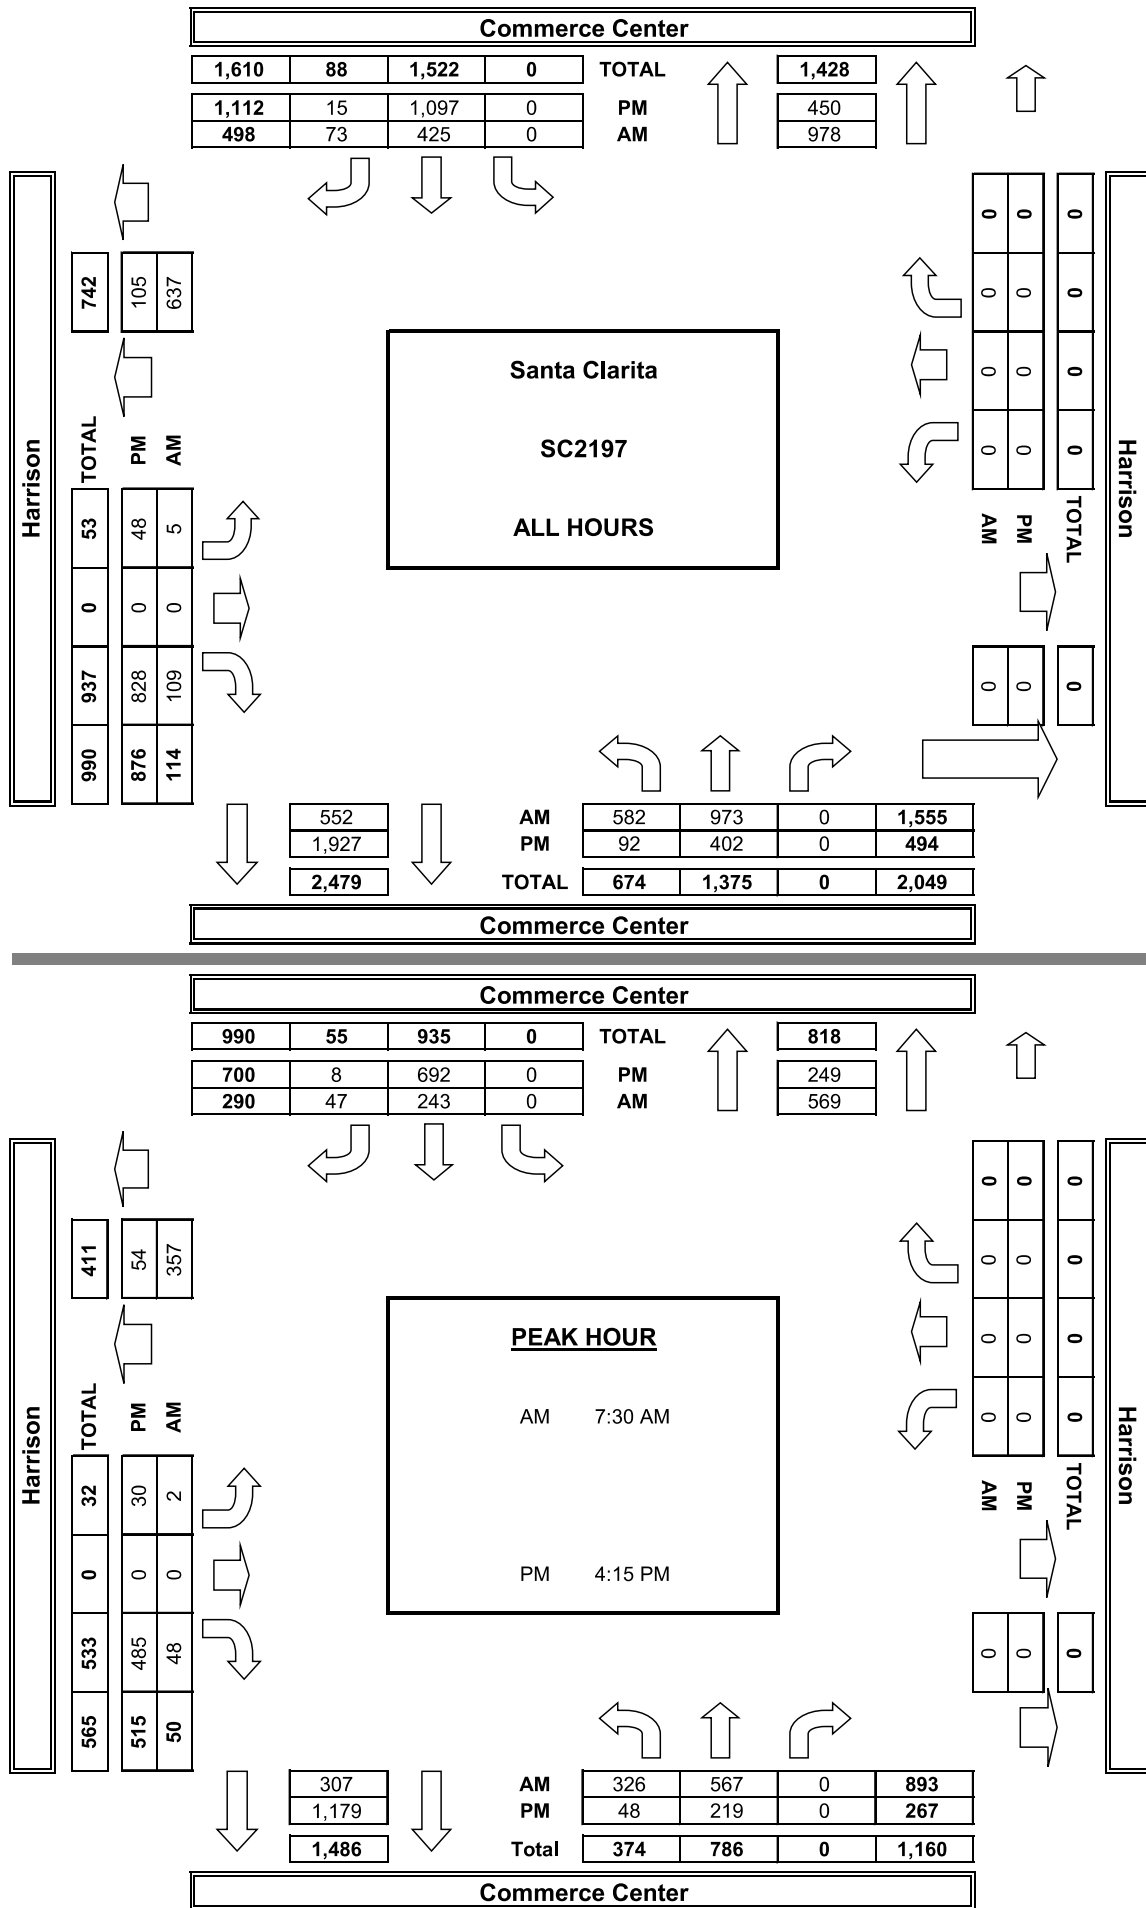 Commerce Center
1,610 88 1,522 0 TOTAL 1,428
1,112 15 1,097 0 PM 450
498 73 425 0 AM 978
Harrison
742
105
637
TOTAL
PM
AM
53 0 937 990
48 0 828 876
5 0 109 114
Santa Clarita
SC2197
ALL HOURS
0 0 0 0
0 0 0 0
0 0 0 0
AM
PM
TOTAL
0
0
0
Harrison
552 AM 582 973 0 1,555
1,927 PM 92 402 0 494
2,479 TOTAL 674 1,375 0 2,049
Commerce Center
Commerce Center
990 55 935 0 TOTAL 818
700 8 692 0 PM 249
290 47 243 0 AM 569
Harrison
411
54
357
TOTAL
PM
AM
32 0 533 565
30 0 485 515
2 0 48 50
PEAK HOUR
AM 7:30 AM
PM 4:15 PM
0 0 0 0
0 0 0 0
0 0 0 0
AM
PM
TOTAL
0
0
0
Harrison
307 AM 326 567 0 893
1,179 PM 48 219 0 267
1,486 Total 374 786 0 1,160
Commerce Center